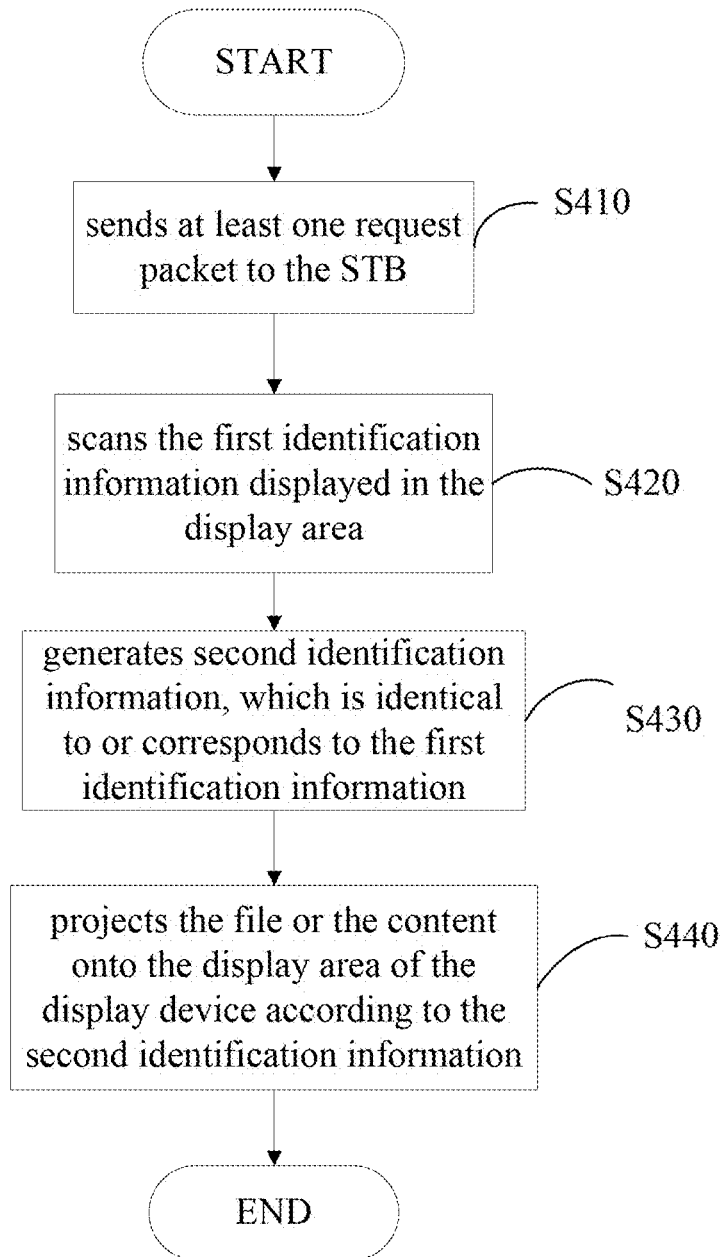 START
sends at least one request
packet to the STB
S410
scans the first identification
information displayed in the
display area
S420
generates second identification
information, which is identical
to or corresponds to the first
identification information
S430
projects the file or the content
onto the display area of the
display device according to the
second identification information
S440
END